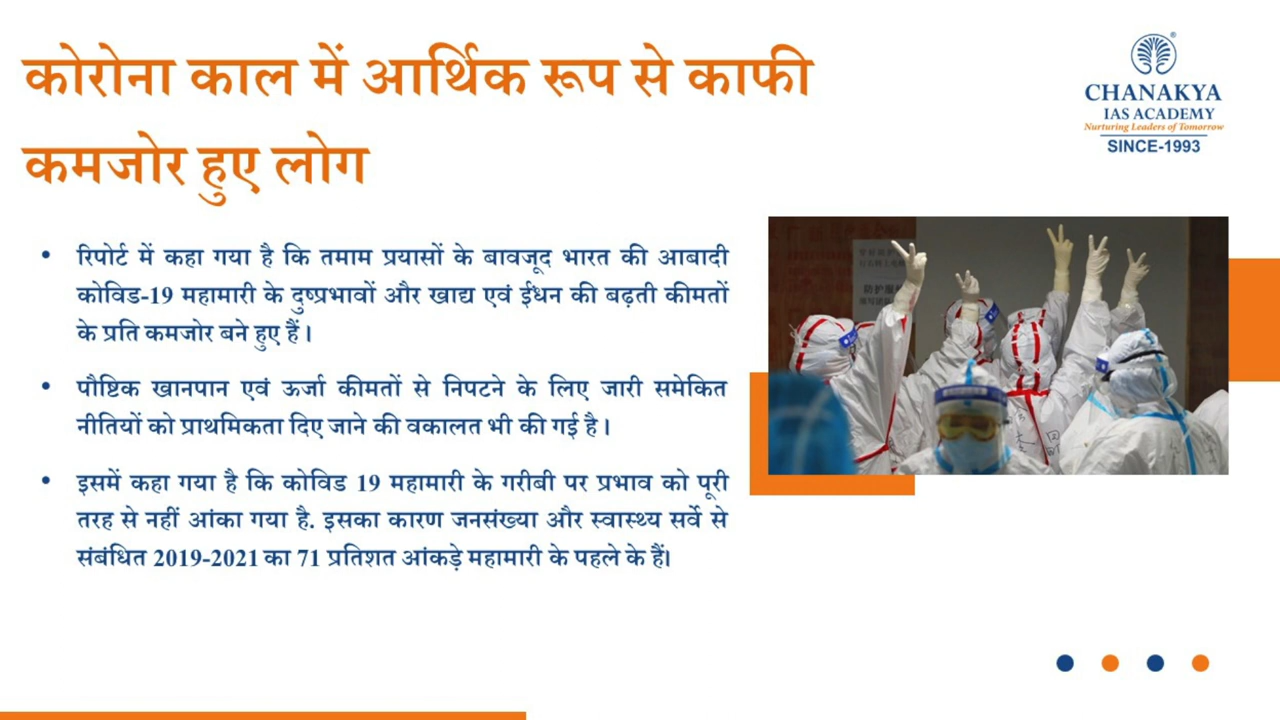 कोरोना काल में आर्थिक रूप से काफी
कमजोर हुए लोग
CHANAKYA
IAS ACADEMY
Nurturing Leaders of Tomorrow
SINCE-1993
• रिपोर्ट में कहा गया है कि तमाम प्रयासों के बावजूद भारत की आबादी
कोविड-19 महामारी के दुष्प्रभावों और खाद्य एवं ईंधन की बढ़ती कीमतों
के प्रति कमजोर बने हुए हैं।
• पौष्टिक खानपान एवं ऊर्जा कीमतों से निपटने के लिए जारी समेकित
नीतियों को प्राथमिकता दिए जाने की वकालत भी की गई है।
• इसमें कहा गया है कि कोविड 19 महामारी के गरीबी पर प्रभाव को पूरी
तरह से नहीं आंका गया है. इसका कारण जनसंख्या और स्वास्थ्य सर्वे से
संबंधित 2019-2021 का 71 प्रतिशत आंकड़े महामारी के पहले के हैं।